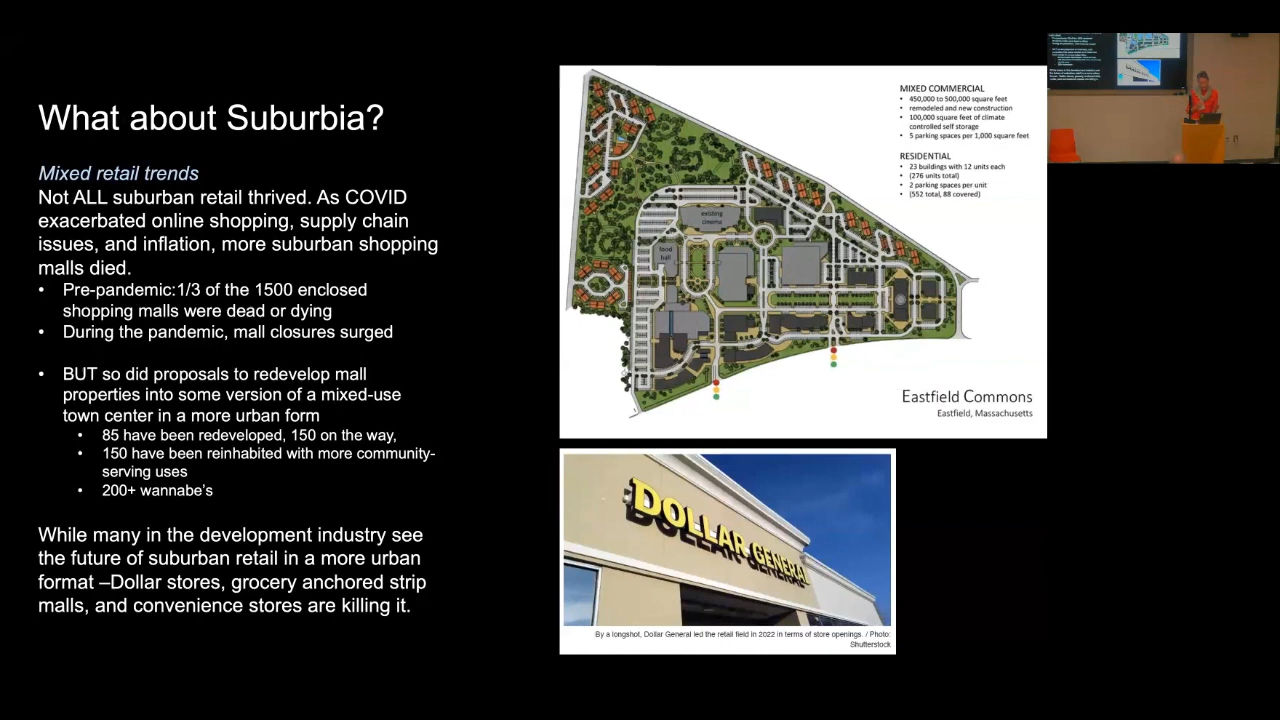 What about Suburbia?
Mixed retail trends
Not ALL suburban retail thrived. As COVID
exacerbated online shopping, supply chain
issues, and inflation, more suburban shopping
malls died.
• Pre-pandemic:1/3 of the 1500 enclosed
shopping malls were dead or dying
• During the pandemic, mall closures surged
• BUT so did proposals to redevelop mall
properties into some version of a mixed-use
town center in a more urban form
• 85 have been redeveloped, 150 on the way,
• 150 have been reinhabited with more community-
serving uses
• 200+ wannabe's
While many in the development industry see
the future of suburban retail in a more urban
format –Dollar stores, grocery anchored strip
malls, and convenience stores are killing it.
MIXED COMMERCIAL
• 450,000 to 500,000 square feet
• remodeled and new construction
• 100,000 square feet of climate
controlled self storage
• 5 parking spaces per 1,000 square feet
RESIDENTIAL
• 23 buildings with 12 units each
• (276 units total)
• 2 parking spaces per unit
• (552 total, 88 covered)
existing
cinema
food
hall
Eastfield Commons
Eastfield, Massachusetts
DOLLAR GENERAL
By a longshot, Dollar General led the retail field in 2022 in terms of store openings. / Photo:
Shutterstock